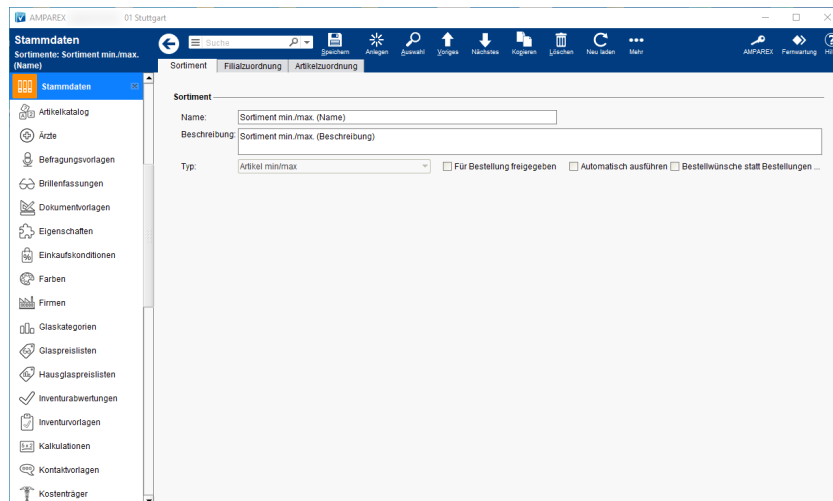 AMPAREX 01 Stuttgart
Stammdaten
Sortimente: Sortiment min./max.
(Name)
Suche
Speichern
Anlegen
Auswahl
Voriges
Nächstes
Kopieren
Löschen
Neu laden
Mehr
AMPAREX
Fernwartung
Sortiment
Filialzuordnung
Artikelzuordnung
Stammdaten
Artikelkatalog
Ärzte
Befragungsvorlagen
Brillenfassungen
Dokumentvorlagen
Eigenschaften
Einkaufskonditionen
Farben
Firmen
Glaskategorien
Glaspreislisten
Hausglaspreislisten
Inventurabwertungen
Inventurvorlagen
Kalkulationen
Kontaktvorlagen
Kostenträger
Sortiment
Name: Sortiment min./max. (Name)
Beschreibung: Sortiment min./max. (Beschreibung)
Typ: Artikel min/max Für Bestellung freigegeben Automatisch ausführen Bestellwünsche statt Bestellungen ...